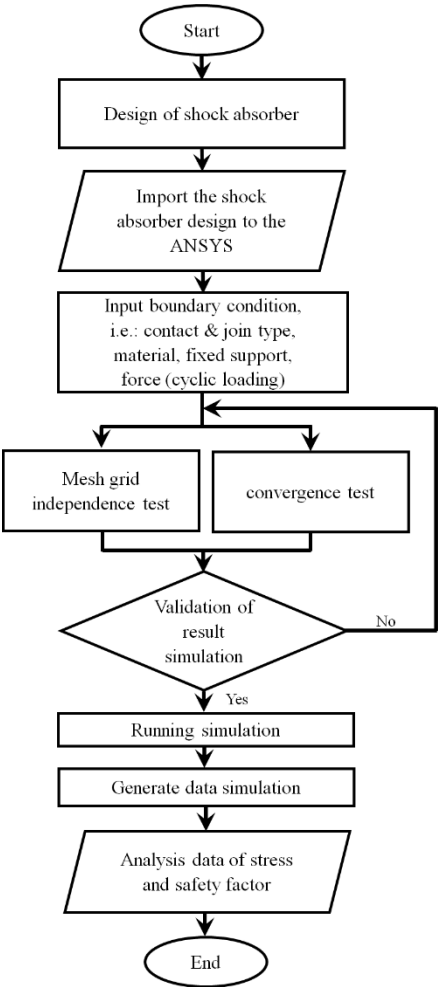 Start
Design of shock absorber
Import the shock
absorber design to the
ANSYS
Input boundary condition,
i.e.: contact & join type,
material, fixed support,
force (cyclic loading)
Mesh grid
independence test
convergence test
Validation of
result
simulation
No
Yes
Running simulation
Generate data simulation
Analysis data of stress
and safety factor
End